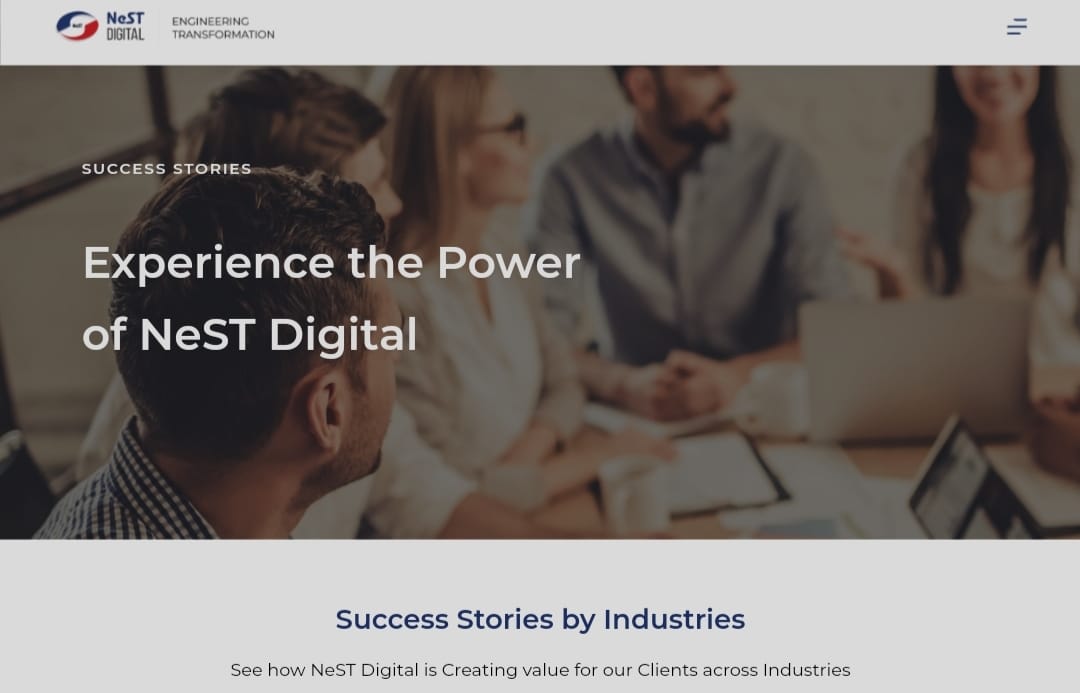 NeST
DIGITAL
ENGINEERING
TRANSFORMATION
SUCCESS STORIES
Experience the Power
of NeST Digital
Success Stories by Industries
See how NeST Digital is Creating value for our Clients across Industries